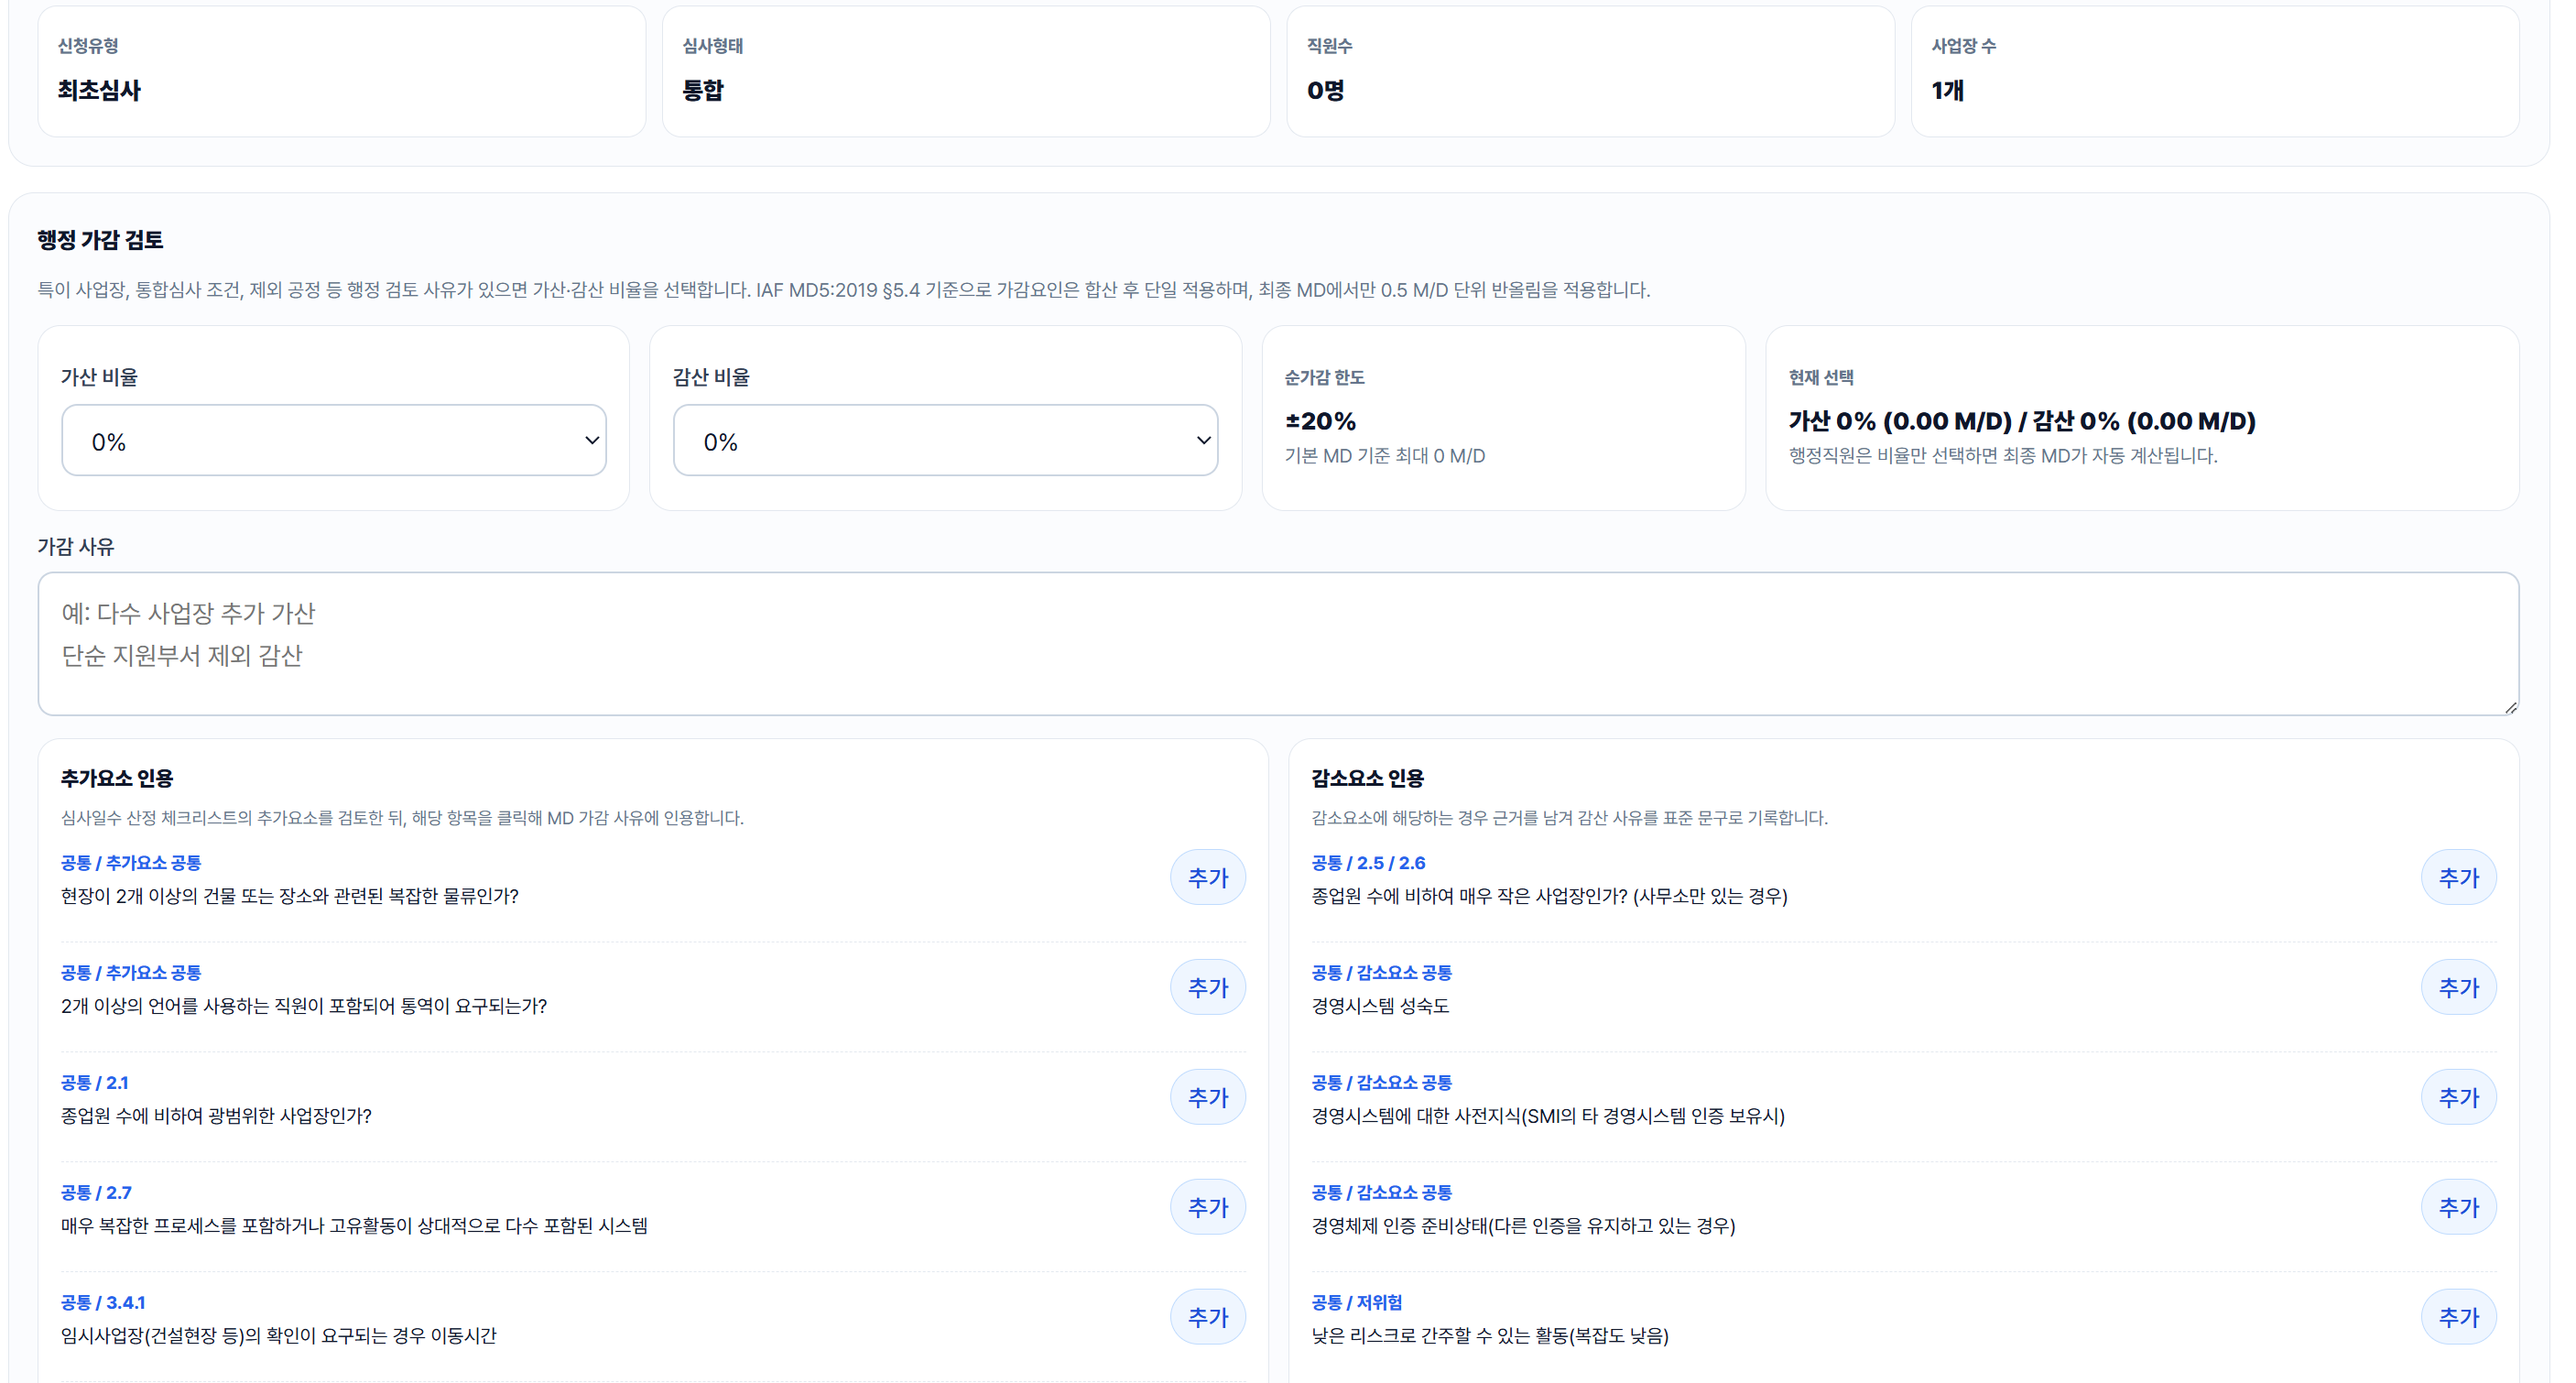 신청유형
최초심사
심사형태
통합
직원수
0명
사업장 수
1개
행정 가감 검토
특이 사업장, 통합심사 조건, 제외 공정 등 행정 검토 사유가 있으면 가산·감산 비율을 선택합니다. IAF MD5:2019 §5.4 기준으로 가감요인은 합산 후 단일 적용하며, 최종 MD에서만 0.5 M/D 단위 반올림을 적용합니다.
가산 비율
0%
감산 비율
0%
순가감 한도
±20%
기본 MD 기준 최대 0 M/D
현재 선택
가산 0% (0.00 M/D) / 감산 0% (0.00 M/D)
행정직원은 비율만 선택하면 최종 MD가 자동 계산됩니다.
가감 사유
예: 다수 사업장 추가 가산
단순 지원부서 제외 감산
추가요소 인용
심사일수 산정 체크리스트의 추가요소를 검토한 뒤, 해당 항목을 클릭해 MD 가감 사유에 인용합니다.
공통 / 추가요소 공통
현장이 2개 이상의 건물 또는 장소와 관련된 복잡한 물류인가?
추가
공통 / 추가요소 공통
2개 이상의 언어를 사용하는 직원이 포함되어 통역이 요구되는가?
추가
공통 / 2.1
종업원 수에 비하여 광범위한 사업장인가?
추가
공통 / 2.7
매우 복잡한 프로세스를 포함하거나 고유활동이 상대적으로 다수 포함된 시스템
추가
공통 / 3.4.1
임시사업장(건설현장 등)의 확인이 요구되는 경우 이동시간
추가
감소요소 인용
감소요소에 해당하는 경우 근거를 남겨 감산 사유를 표준 문구로 기록합니다.
공통 / 2.5 / 2.6
종업원 수에 비하여 매우 작은 사업장인가? (사무소만 있는 경우)
추가
공통 / 감소요소 공통
경영시스템 성숙도
추가
공통 / 감소요소 공통
경영시스템에 대한 사전지식(SMI의 타 경영시스템 인증 보유시)
추가
공통 / 감소요소 공통
경영체제 인증 준비상태(다른 인증을 유지하고 있는 경우)
추가
공통 / 저위험
낮은 리스크로 간주할 수 있는 활동(복잡도 낮음)
추가